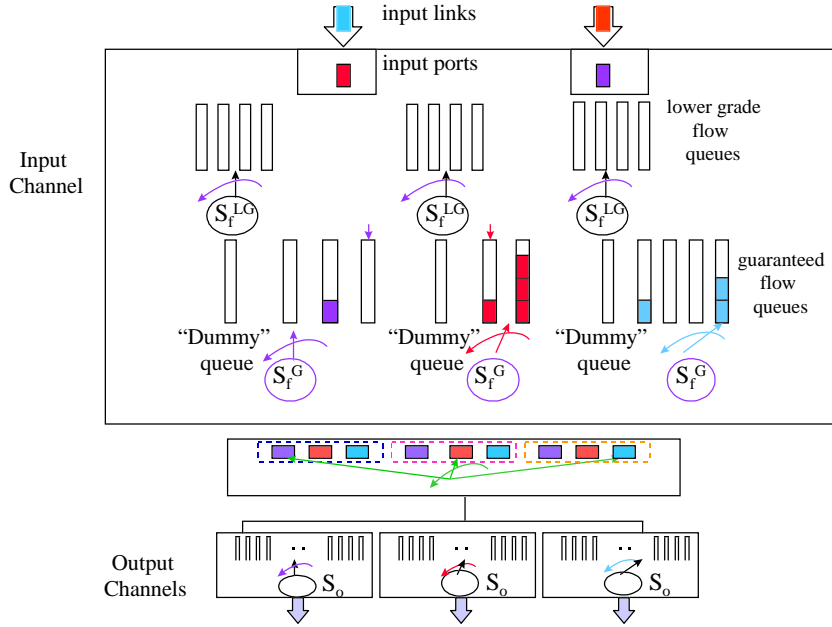 input links
input ports
lower grade
flow
queues
Input
Channel
S_f^LG
S_f^LG
S_f^LG
guaranteed
flow
queues
“Dummy”
queue
“Dummy”
queue
“Dummy”
queue
S_f^G
S_f^G
S_f^G
Output
Channels
..
..
..
S_o
S_o
S_o